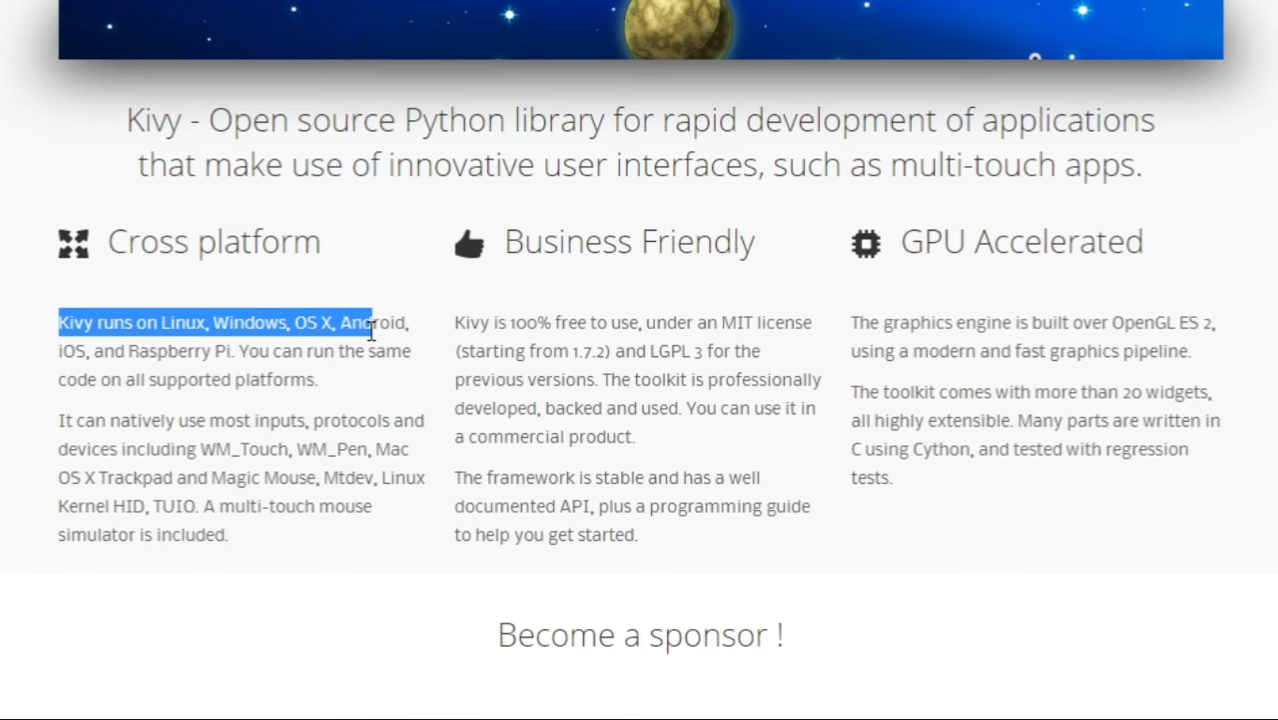 Kivy - Open source Python library for rapid development of applications
that make use of innovative user interfaces, such as multi-touch apps.
Cross platform
Kivy runs on Linux, Windows, OS X, Android,
iOS, and Raspberry Pi. You can run the same
code on all supported platforms.
It can natively use most inputs, protocols and
devices including WM_Touch, WM_Pen, Mac
OS X Trackpad and Magic Mouse, Mtdev, Linux
Kernel HID, TUIO. A multi-touch mouse
simulator is included.
Business Friendly
Kivy is 100% free to use, under an MIT license
(starting from 1.7.2) and LGPL 3 for the
previous versions. The toolkit is professionally
developed, backed and used. You can use it in
a commercial product.
The framework is stable and has a well
documented API, plus a programming guide
to help you get started.
GPU Accelerated
The graphics engine is built over OpenGL ES 2,
using a modern and fast graphics pipeline.
The toolkit comes with more than 20 widgets,
all highly extensible. Many parts are written in
C using Cython, and tested with regression
tests.
Become a sponsor !